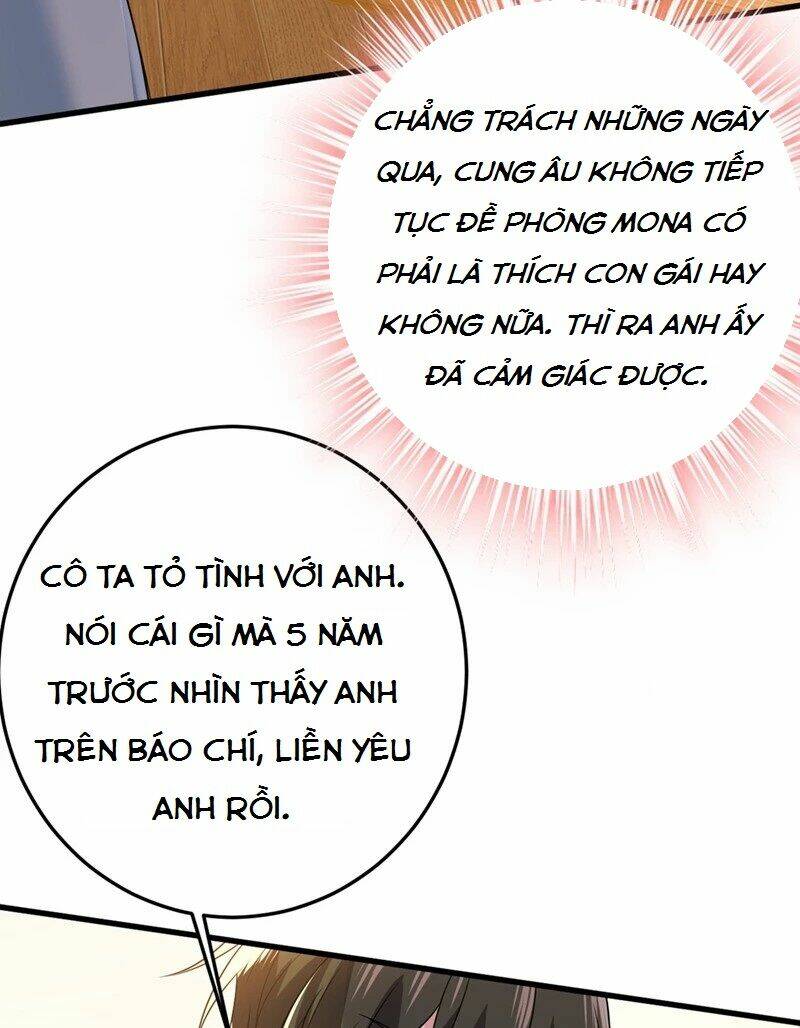 CHẲNG TRÁCH NHỮNG NGÀY
QUA, CUNG ÂU KHÔNG TIẾP
TỤC ĐỀ PHÒNG MONA CÓ
PHẢI LÀ THÍCH CON GÁI HAY
KHÔNG NỮA. THÌ RA ANH ẤY
ĐÃ CẢM GIÁC ĐƯỢC.
CÔ TA TỎ TÌNH VỚI ANH.
NÓI CÁI GÌ MÀ 5 NĂM
TRƯỚC NHÌN THẤY ANH
TRÊN BÁO CHÍ, LIỀN YÊU
ANH RỒI.